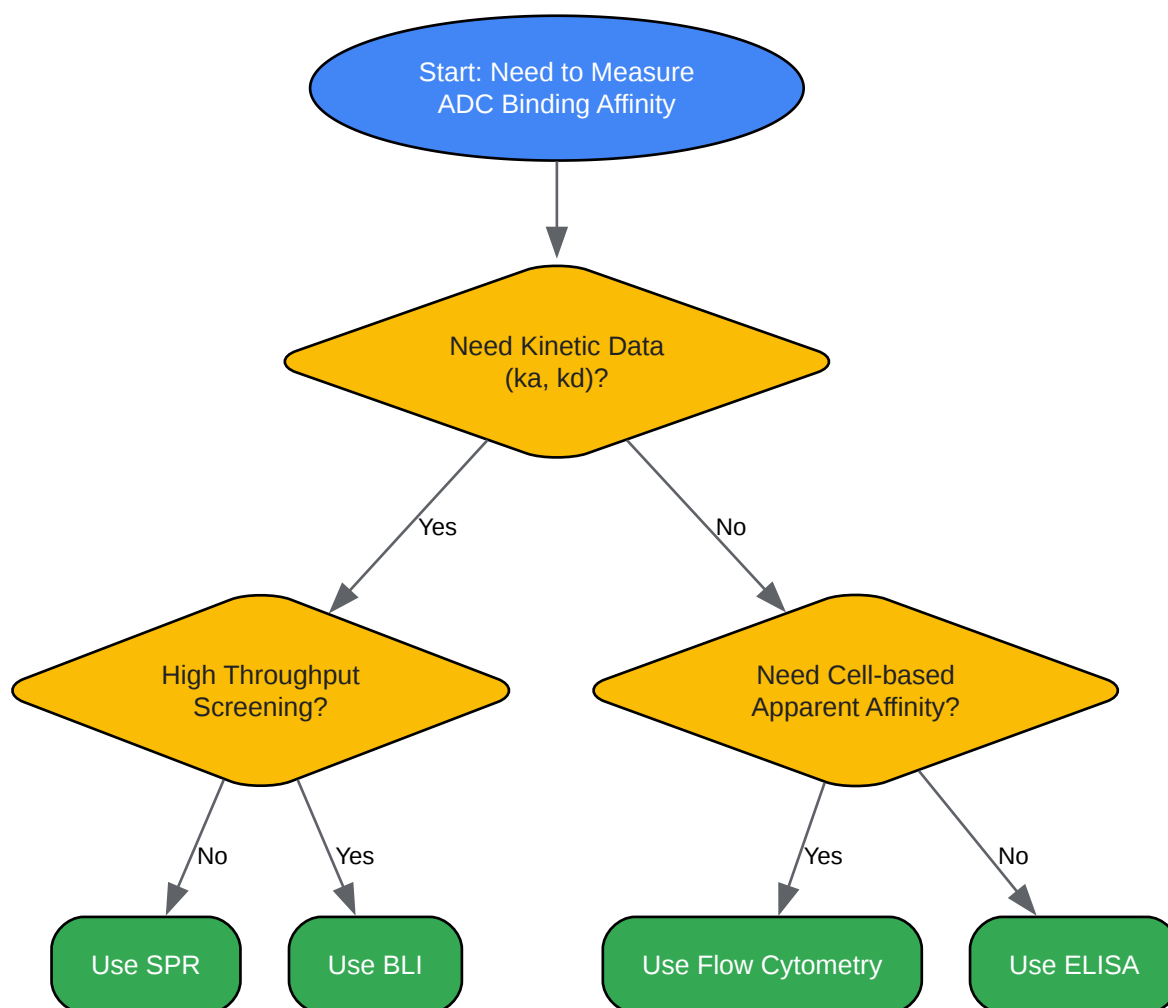 Start: Need to Measure
ADC Binding Affinity
Need Kinetic Data
(ka, kd)?
Yes
No
High Throughput
Screening?
Need Cell-based
Apparent Affinity?
No
Yes
Yes
No
Use SPR
Use BLI
Use Flow Cytometry
Use ELISA